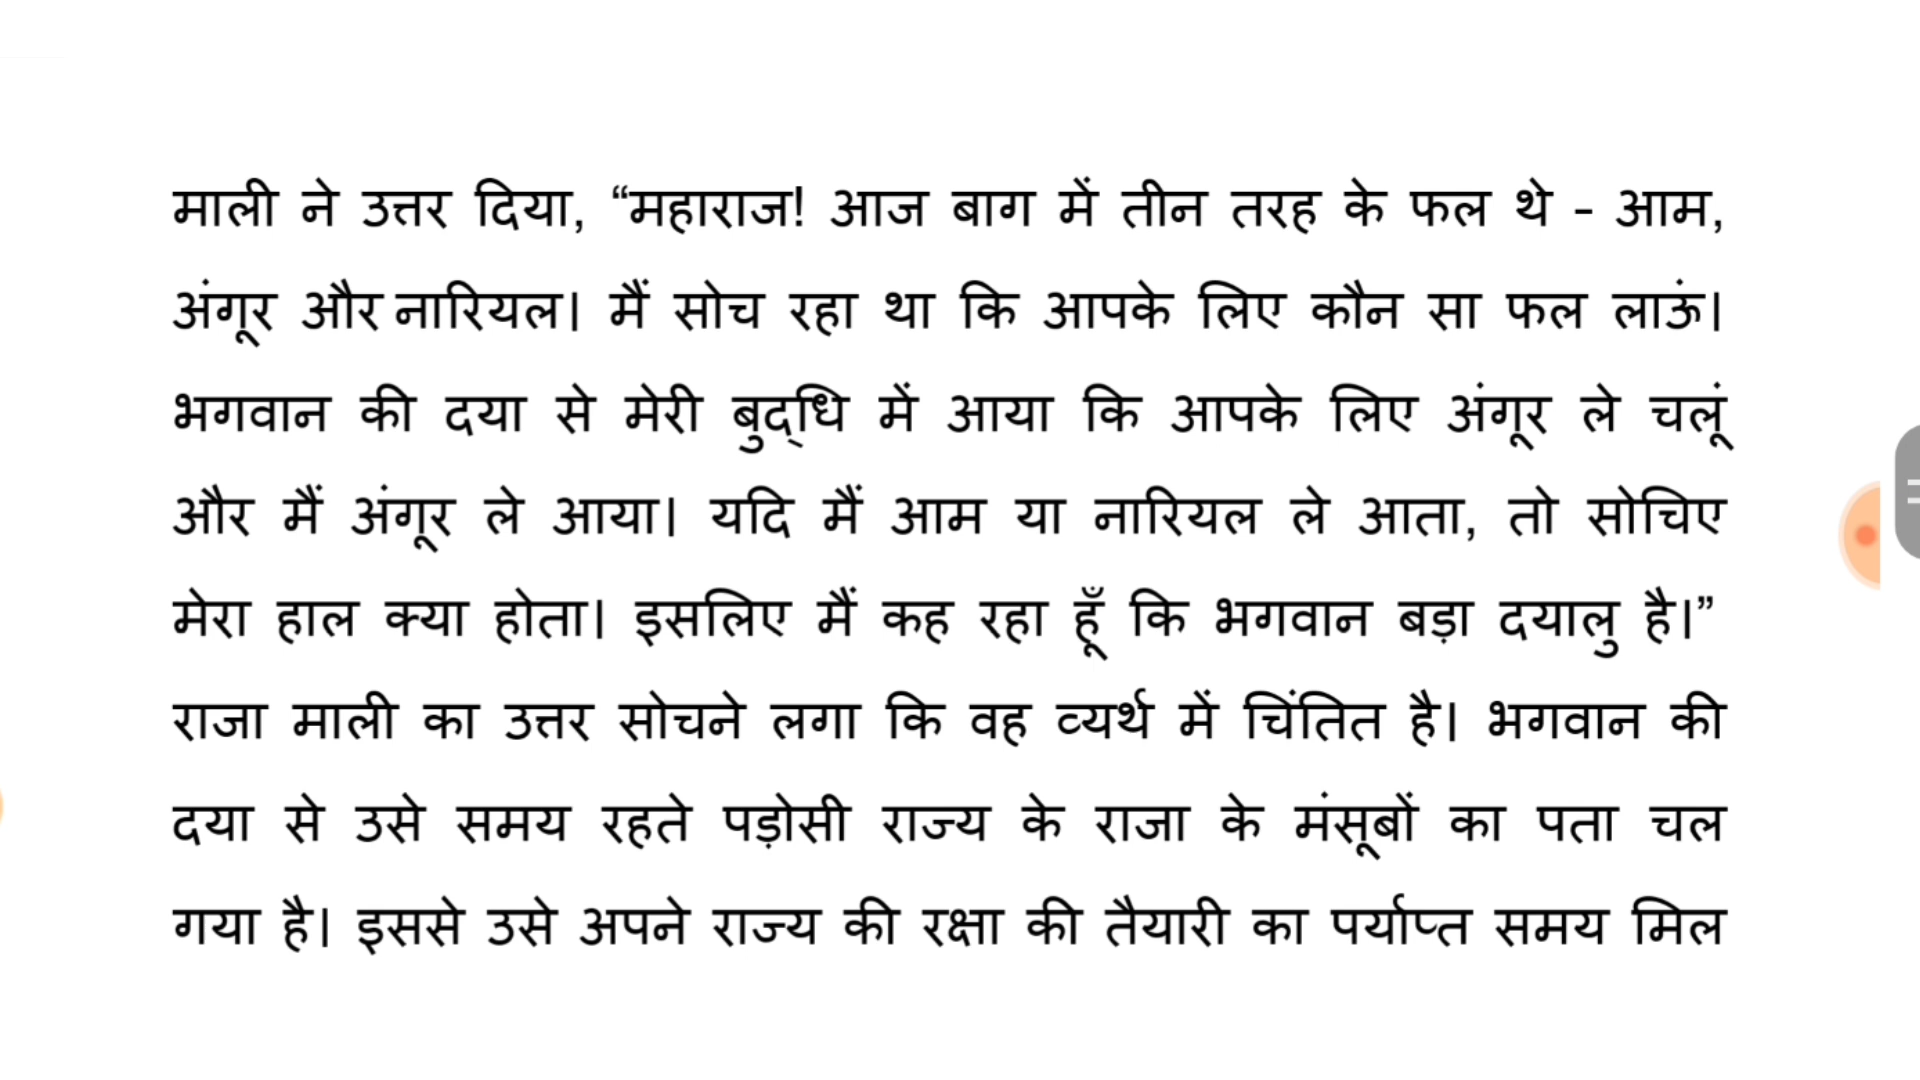 माली ने उत्तर दिया, “महाराज! आज बाग में तीन तरह के फल थे – आम,
अंगूर और नारियल। मैं सोच रहा था कि आपके लिए कौन सा फल लाऊं।
भगवान की दया से मेरी बुद्‌धि में आया कि आपके लिए अंगूर ले चलूं
और मैं अंगूर ले आया। यदि मैं आम या नारियल ले आता, तो सोचिए
मेरा हाल क्या होता। इसलिए मैं कह रहा हूँ कि भगवान बड़ा दयालु है।”
राजा माली का उत्तर सोचने लगा कि वह व्यर्थ में चिंतित है। भगवान की
दया से उसे समय रहते पड़ोसी राज्य के राजा के मंसूबों का पता चल
गया है। इससे उसे अपने राज्य की रक्षा की तैयारी का पर्याप्त समय मिल